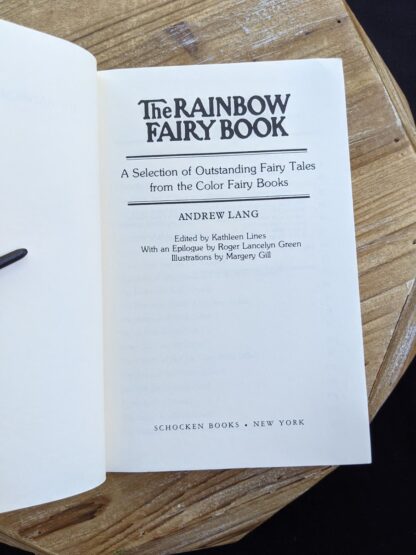 The RAINBOW
FAIRY BOOK
A Selection of Outstanding Fairy Tales
from the Color Fairy Books
ANDREW LANG
Edited by Kathleen Lines
With an Epilogue by Roger Lancelyn Green
Illustrations by Margery Gill
SCHOCKEN BOOKS • NEW YORK